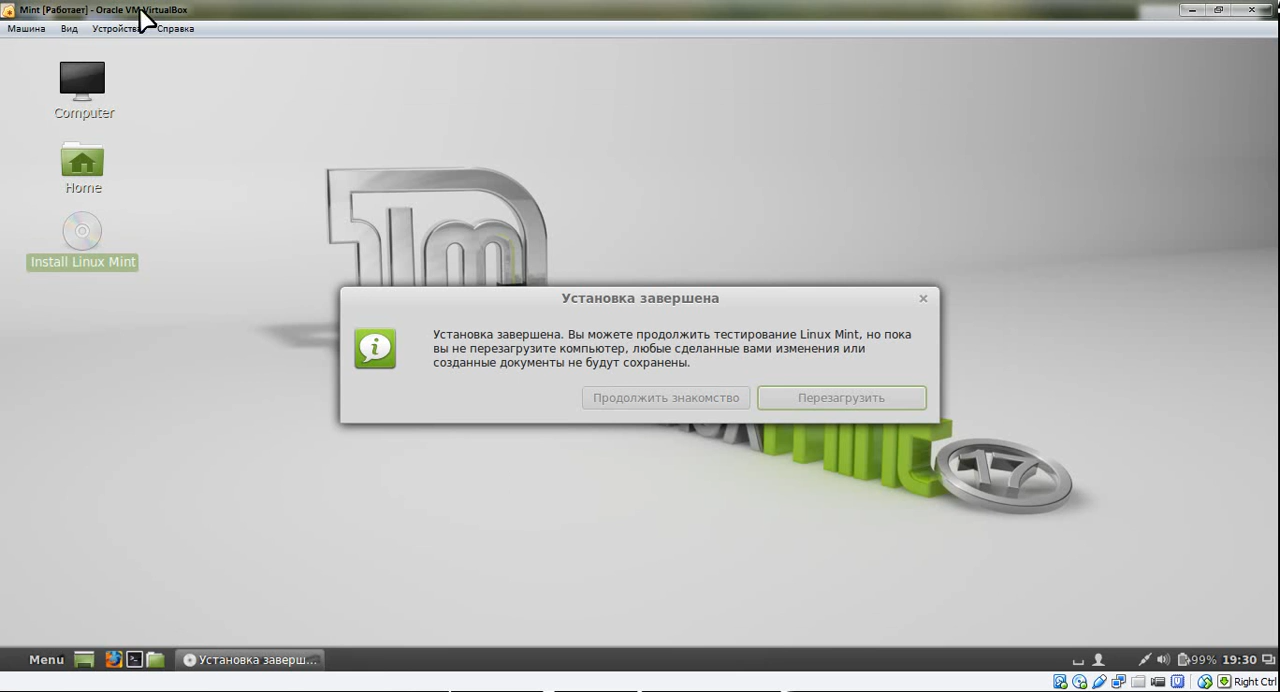 Mint [Работает] - Oracle VM VirtualBox
Машина Вид Устройства Справка
Computer
Home
Install Linux Mint
Установка завершена
Установка завершена. Вы можете продолжить тестирование Linux Mint, но пока
вы не перезагрузите компьютер, любые сделанные вами изменения или
созданные документы не будут сохранены.
Продолжить знакомство Перезагрузить
mint 17
Menu Установка заверш... 99% 19:30
Right Ctrl